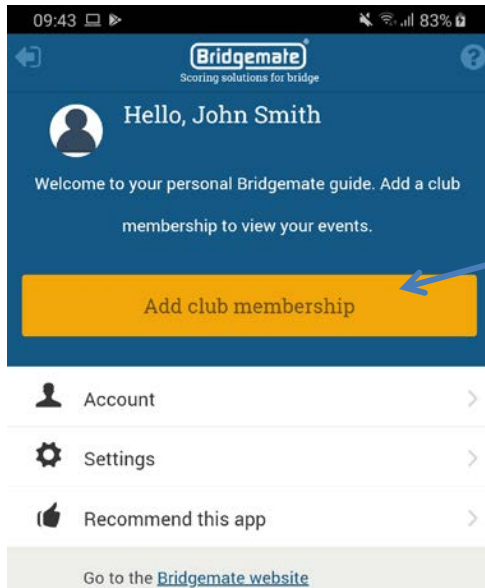 09:43 83%
Bridgemate
Scoring solutions for bridge
?
Hello, John Smith
Welcome to your personal Bridgemate guide. Add a club
membership to view your events.
Add club membership
Account
Settings
Recommend this app
Go to the Bridgemate website